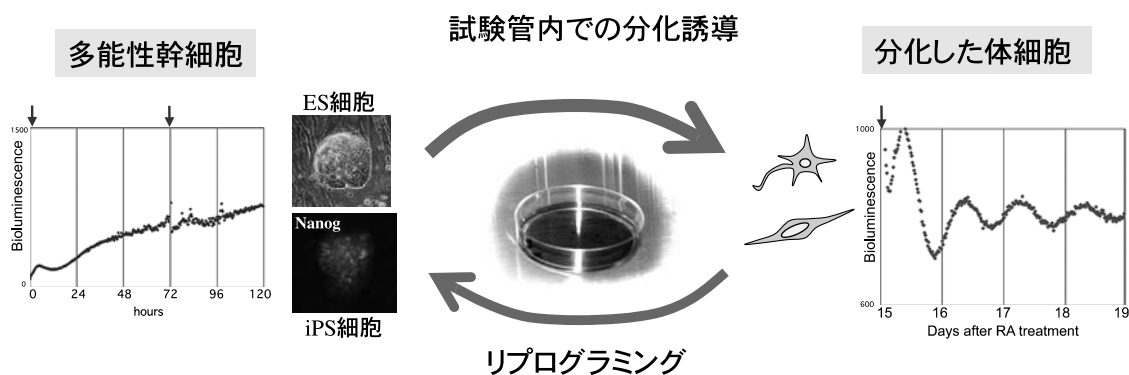 試験管内での分化誘導
多能性幹細胞
分化した体細胞
ES細胞
Nanog
iPS細胞
1500
Bioluminescence
0
0 24 48 72 96 120
hours
1000
Bioluminescence
600
15 16 17 18 19
Days after RA treatment
リプログラミング